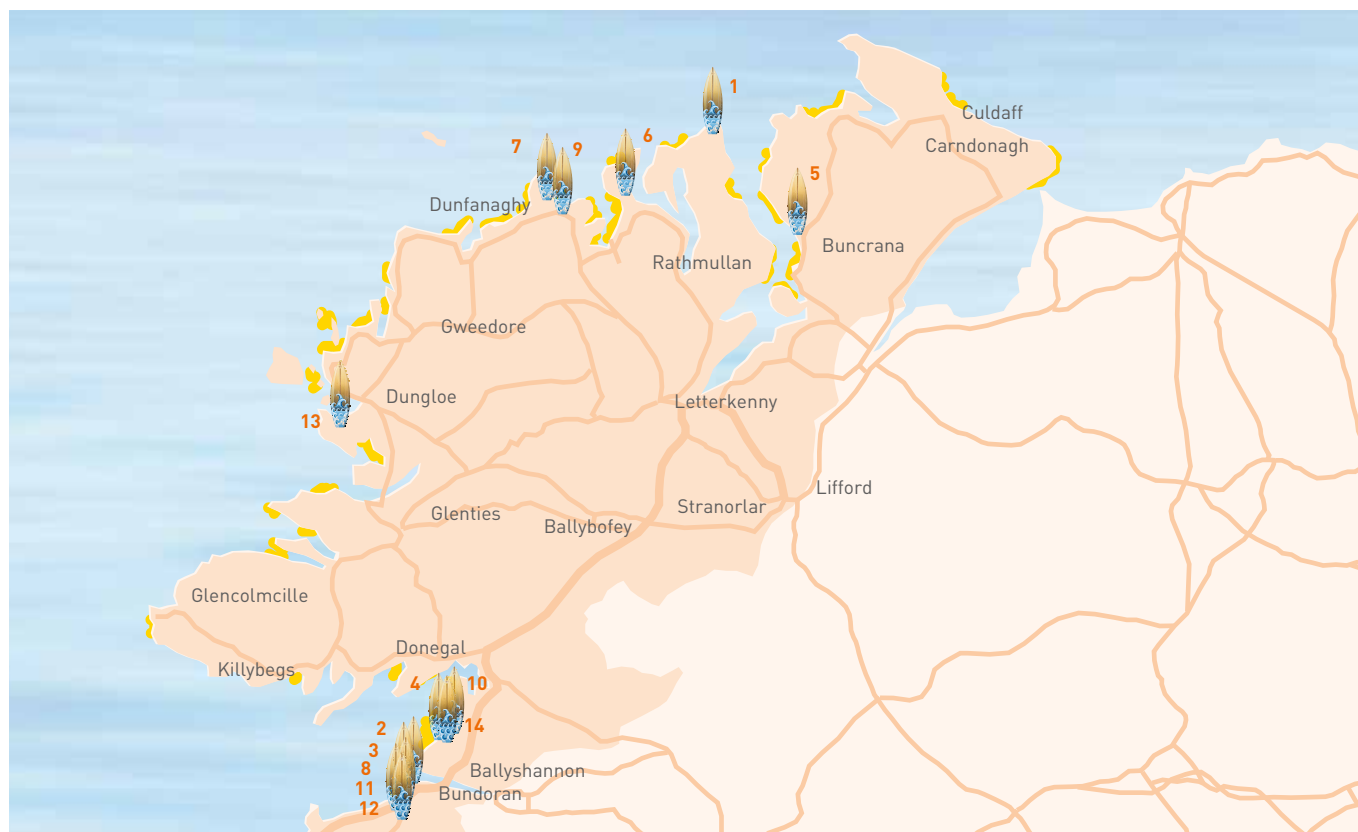 1
Culdaff
Carndonagh
6
7
9
5
Dunfanaghy
Buncrana
Rathmullan
Gweedore
Dungloe
Letterkenny
13
Lifford
Stranorlar
Glenties
Ballybofey
Glencolmcille
Donegal
Killybegs
4
10
14
2
3
8
Ballyshannon
11
Bundoran
12